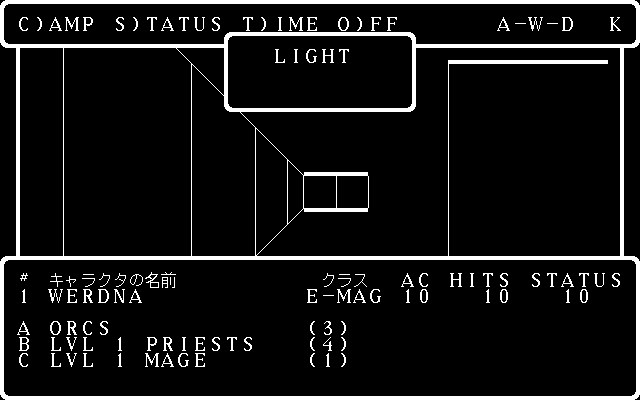 C)AMP S)TATUS T)IME O)FF A-W-D K
LIGHT
# キャラクタの名前 クラス AC HITS STATUS
1 WERDNA E-MAG 10 10 10
A ORCS (3)
B LVL 1 PRIESTS (4)
C LVL 1 MAGE (1)